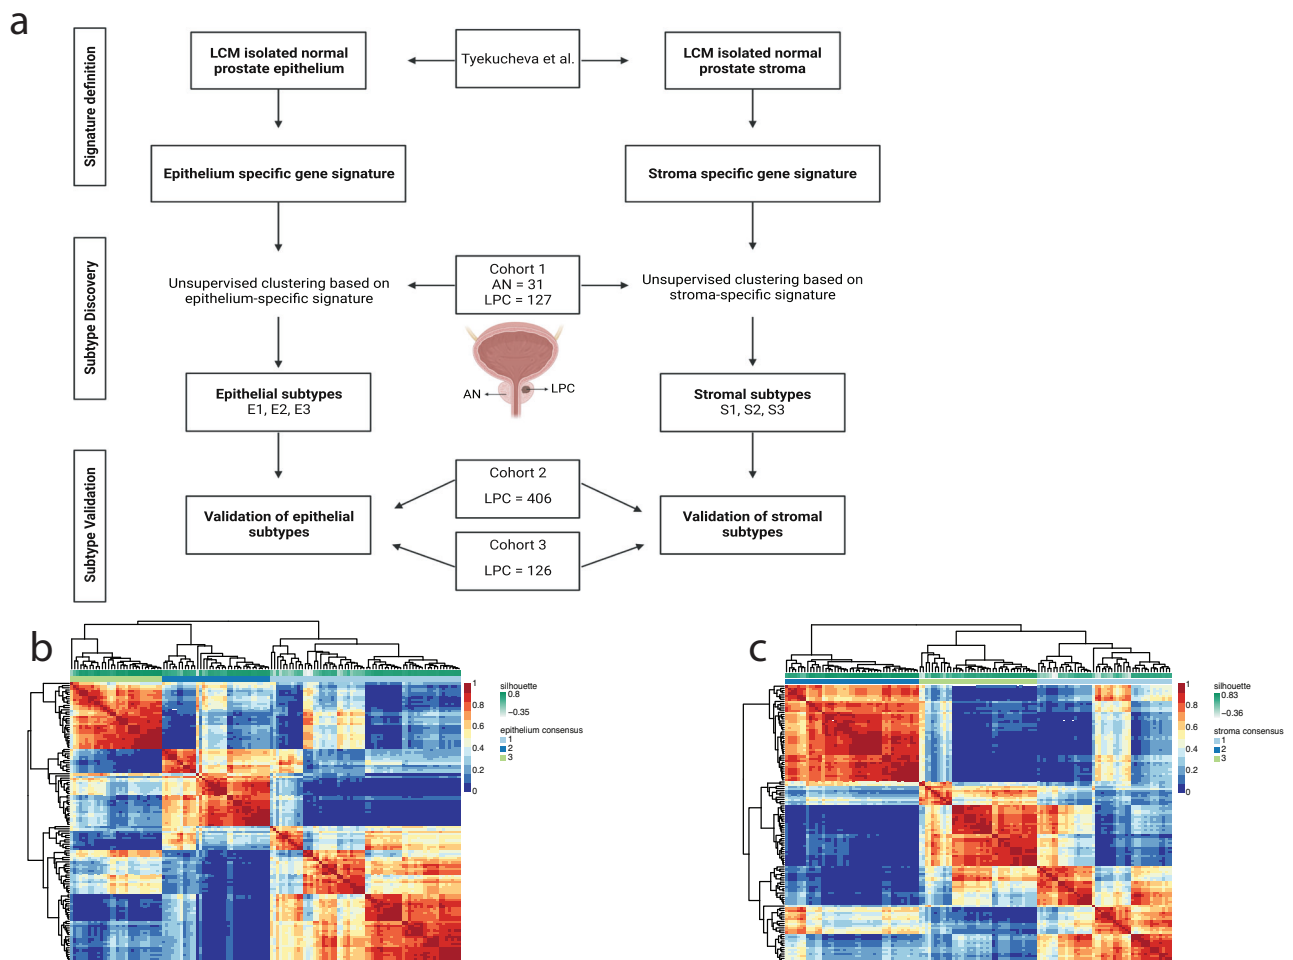 a
Signature definition
LCM isolated normal
prostate epithelium
Tyekucheva et al.
LCM isolated normal
prostate stroma
Epithelium specific gene signature
Stroma specific gene signature
Subtype Discovery
Unsupervised clustering based on
epithelium-specific signature
Cohort 1
AN = 31
LPC = 127
Unsupervised clustering based on
stroma-specific signature
AN
LPC
Epithelial subtypes
E1, E2, E3
Stromal subtypes
S1, S2, S3
Subtype Validation
Validation of epithelial
subtypes
Cohort 2
LPC = 406
Cohort 3
LPC = 126
Validation of stromal
subtypes
b
1
0.8
0.6
0.4
0.2
0
silhouette
0.8
−0.35
epithelium consensus
1
2
3
c
1
0.8
0.6
0.4
0.2
0
silhouette
0.83
−0.36
stroma consensus
1
2
3